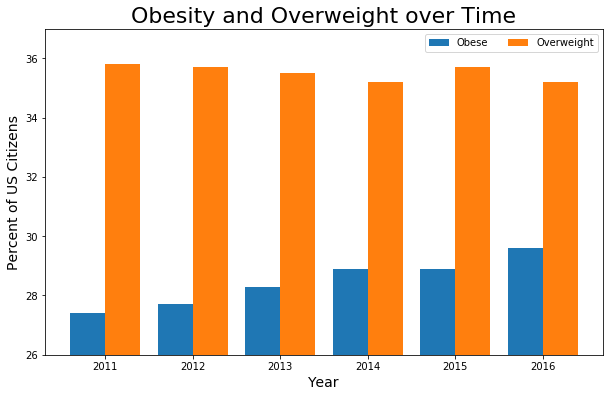 Obesity and Overweight over Time
Obese Overweight
36
34
32
30
28
26
Percent of US Citizens
2011 2012 2013 2014 2015 2016
Year